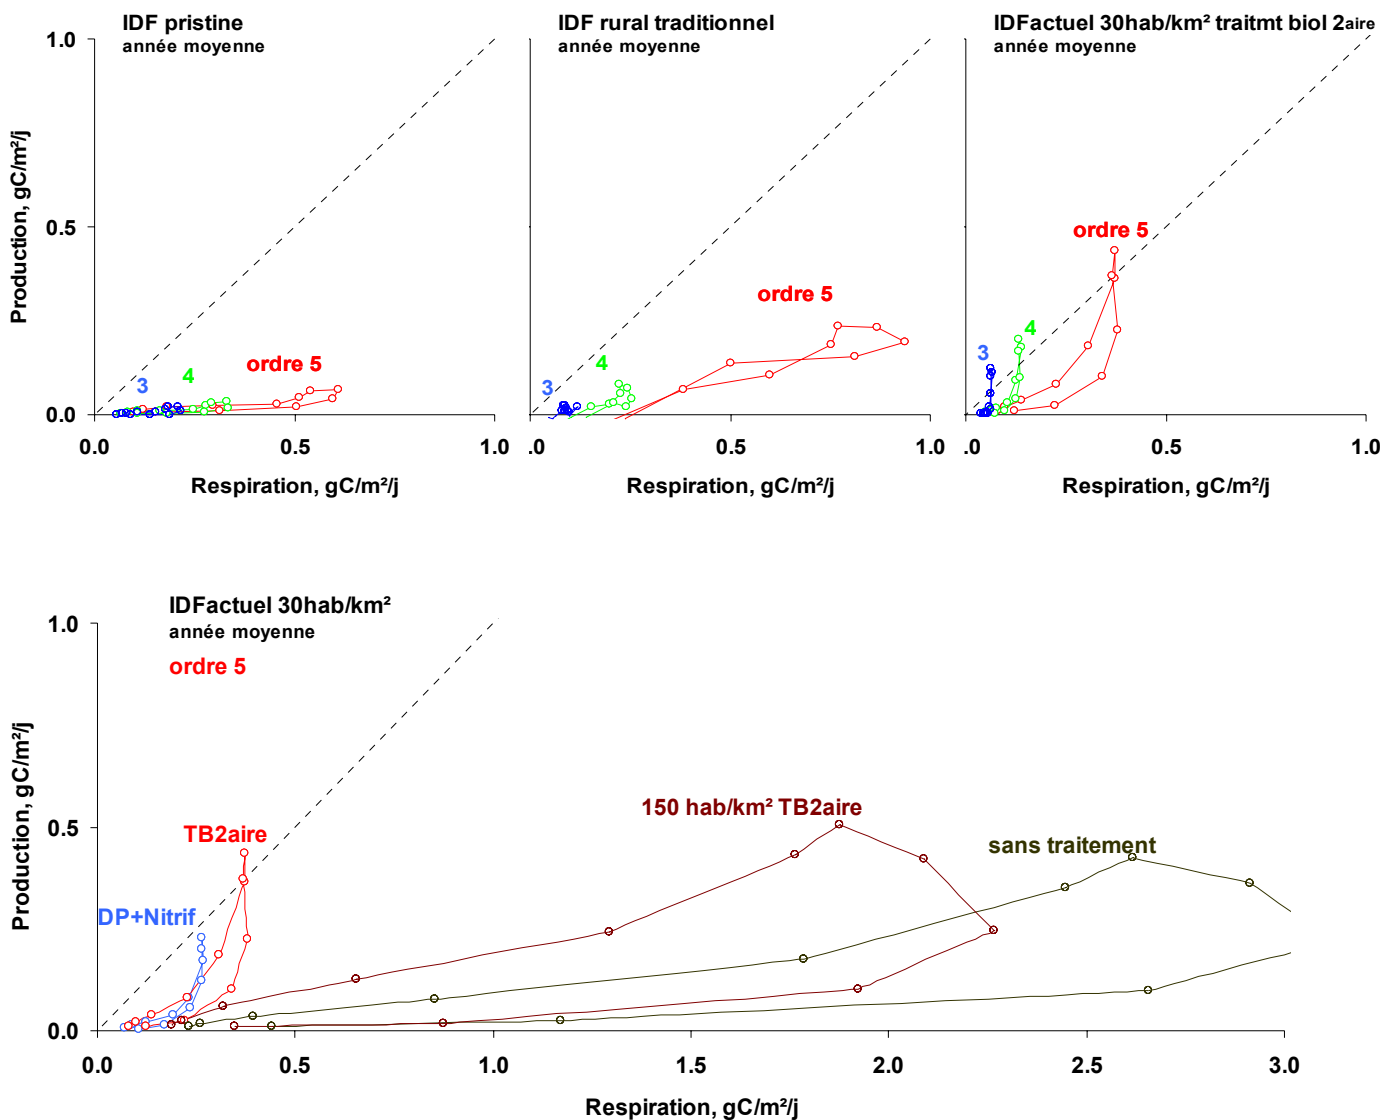 IDF pristine
année moyenne
IDF rural traditionnel
année moyenne
IDFactuel 30hab/km² traitmt biol 2aire
année moyenne
Production, gC/m²/j
1.0
0.5
0.0
3
4
ordre 5
3
4
ordre 5
3
4
ordre 5
0.0
0.5
1.0
.0
0.5
1.0
.0
0.5
1.0
Respiration, gC/m²/j
Respiration, gC/m²/j
Respiration, gC/m²/j
IDFactuel 30hab/km²
année moyenne
ordre 5
Production, gC/m²/j
1.0
0.5
0.0
TB2aire
DP+Nitrif
150 hab/km² TB2aire
sans traitement
0.0
0.5
1.0
1.5
2.0
2.5
3.0
Respiration, gC/m²/j